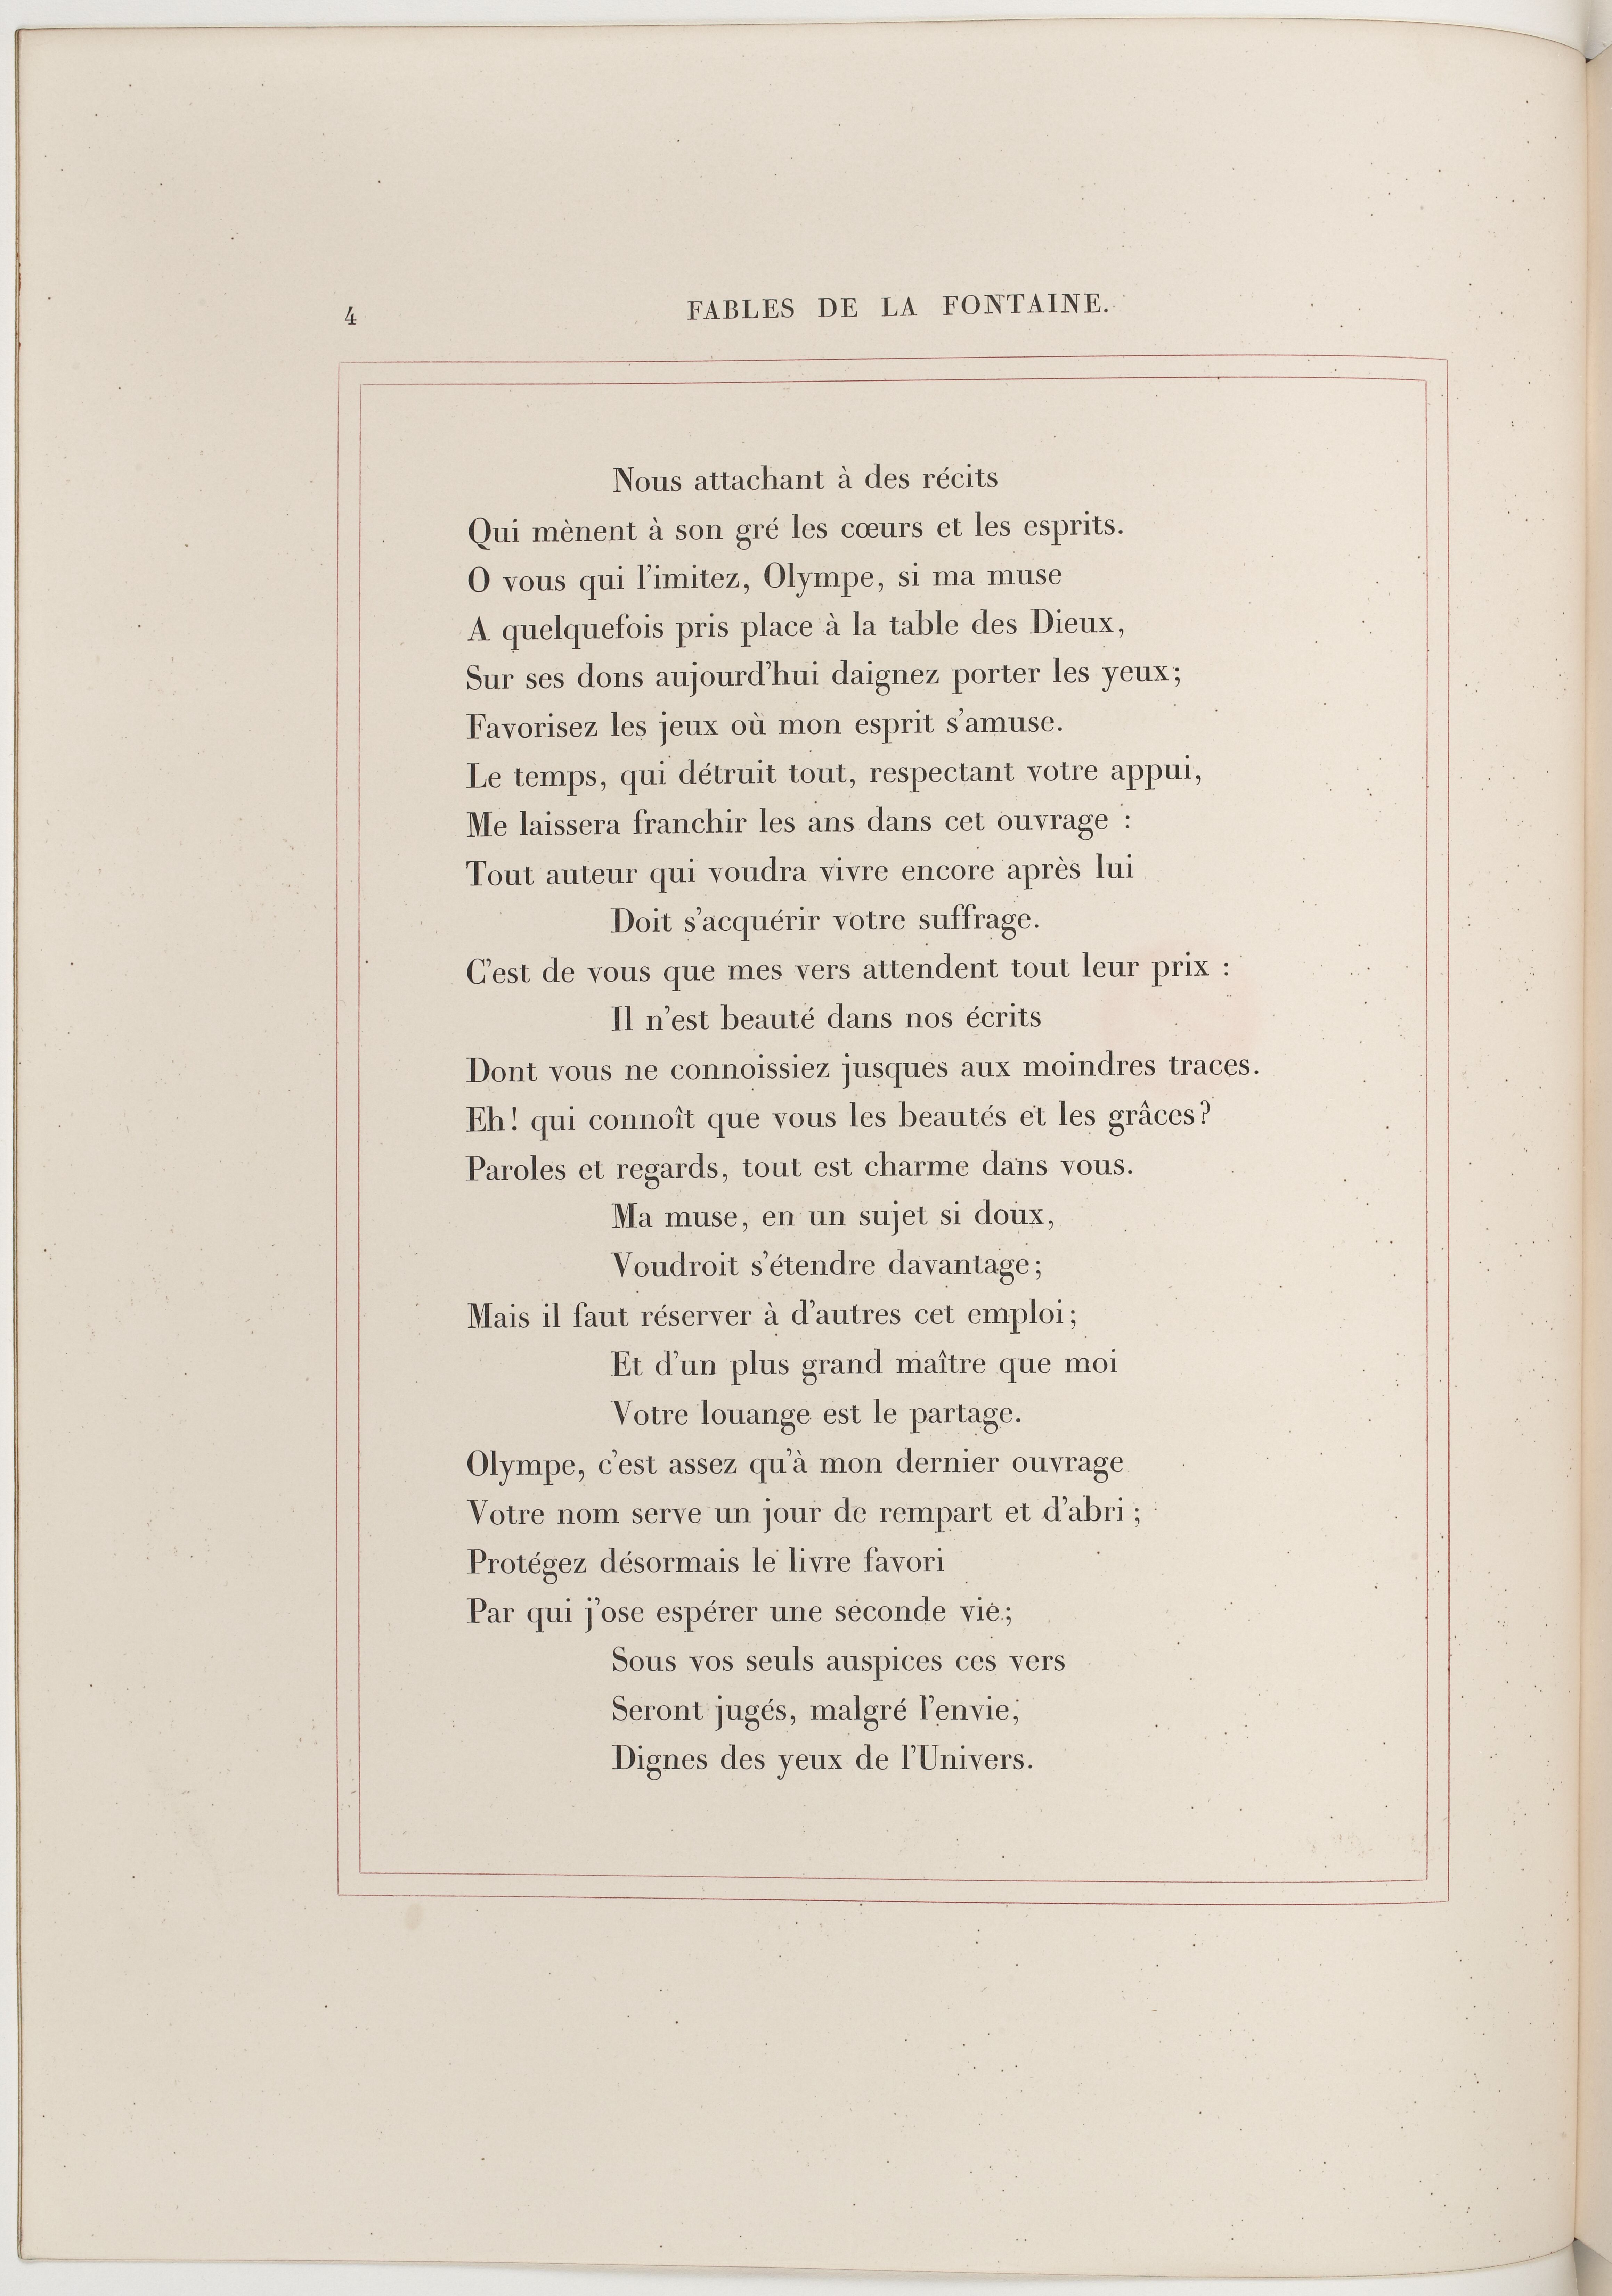 4
FABLES DE LA FONTAINE.
Nous attachant à des récits
Qui mènent à son gré les cœurs et les esprits.
O vous qui l'imitez, Olympe, si ma muse
A quelquefois pris place à la table des Dieux,
Sur ses dons aujourd'hui daignez porter les yeux;
Favorisez les jeux où mon esprit s'amuse.
Le temps, qui détruit tout, respectant votre appui,
Me laissera franchir les ans dans cet ouvrage :
Tout auteur qui voudra vivre encore après lui
Doit s'acquérir votre suffrage.
C'est de vous que mes vers attendent tout leur prix :
Il n'est beauté dans nos écrits
Dont vous ne connoissiez jusques aux moindres traces.
Eh! qui connoît que vous les beautés et les grâces?
Paroles et regards, tout est charme dans vous.
Ma muse, en un sujet si doux,
Voudroit s'étendre davantage;
Mais il faut réserver à d'autres cet emploi;
Et d'un plus grand maître que moi
Votre louange est le partage.
Olympe, c'est assez qu'à mon dernier ouvrage
Votre nom serve un jour de rempart et d'abri;
Protégez désormais le livre favori
Par qui j'ose espérer une seconde vie;
Sous vos seuls auspices ces vers
Seront jugés, malgré l'envie,
Dignes des yeux de l'Univers.